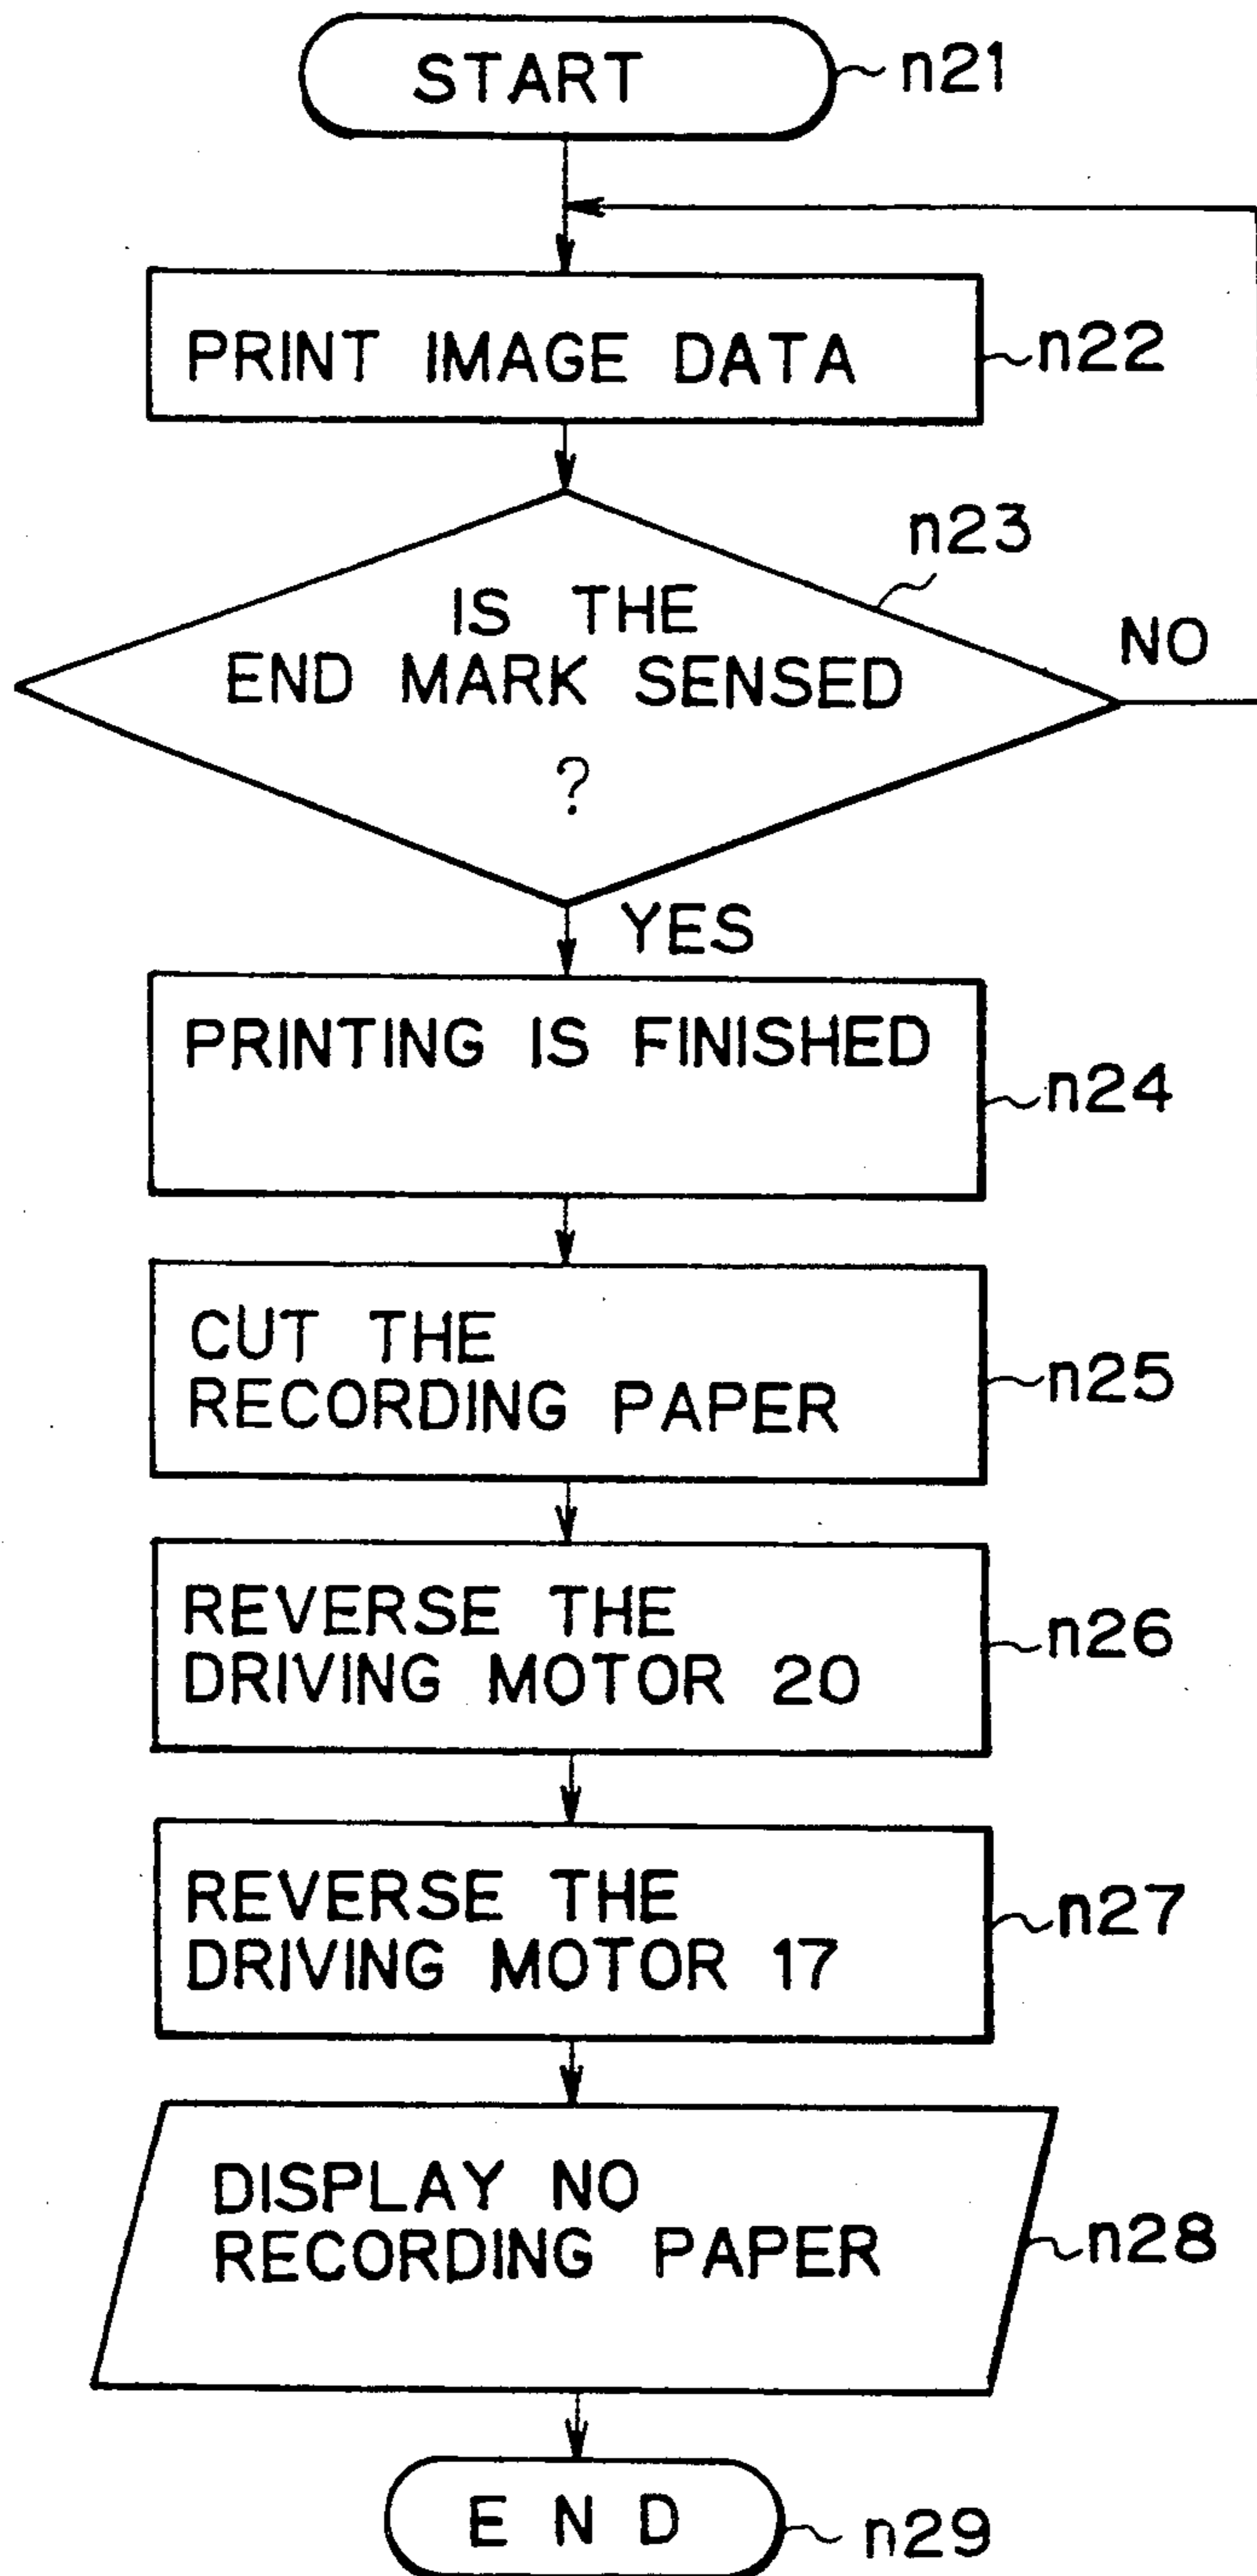 START
n21
PRINT IMAGE DATA
n22
n23
IS THE
END MARK SENSED
?
NO
YES
PRINTING IS FINISHED
n24
CUT THE
RECORDING PAPER
n25
REVERSE THE
DRIVING MOTOR 20
n26
REVERSE THE
DRIVING MOTOR 17
n27
DISPLAY NO
RECORDING PAPER
n28
END
n29